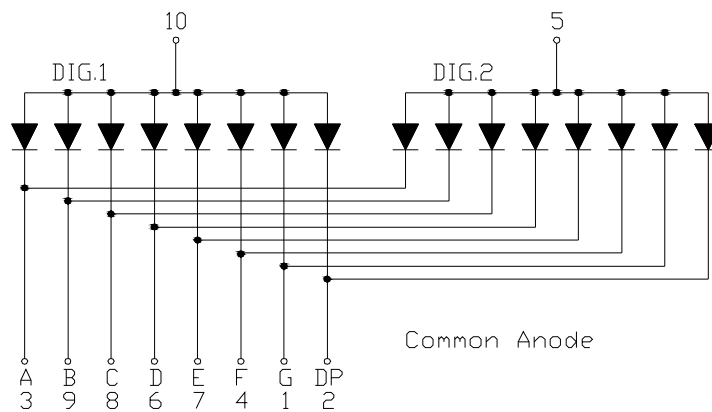 10 5
DIG.1 DIG.2
Common Anode
A B C D E F G DP
3 9 8 6 7 4 1 2